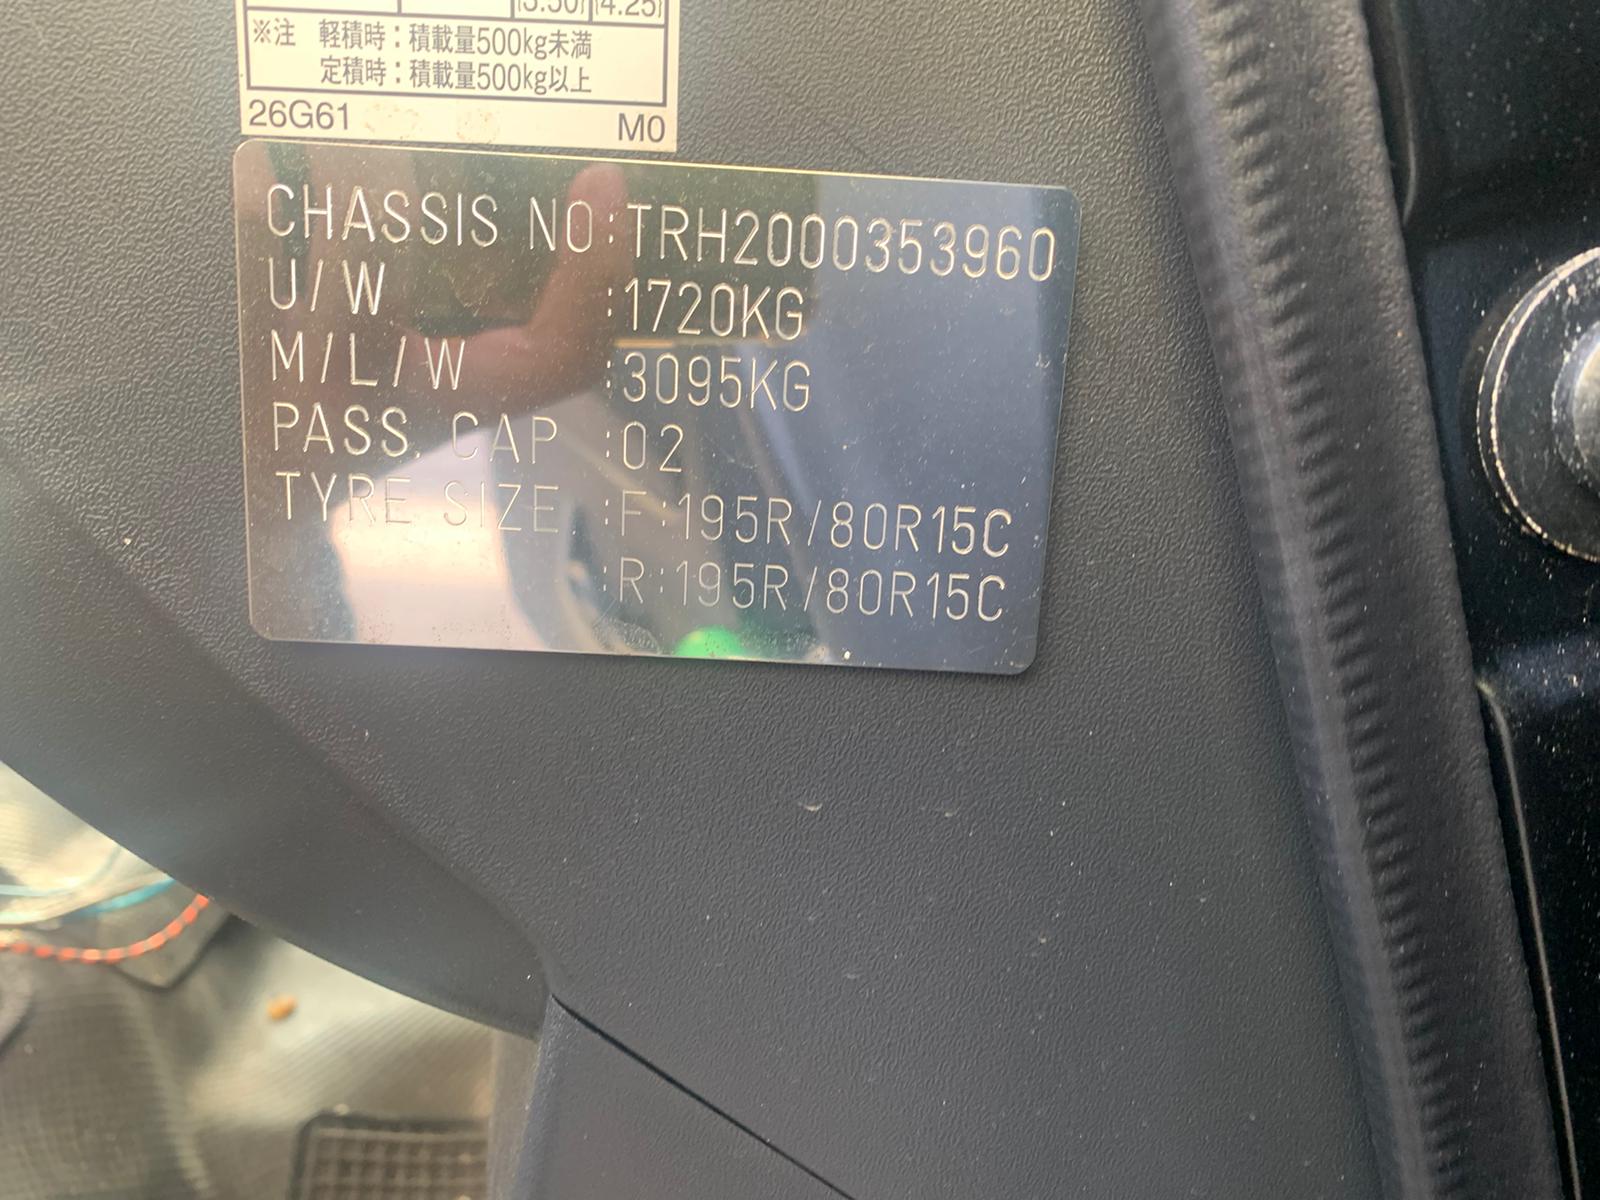 ※注 軽積時：積載量500kg未満
定積時：積載量500kg以上
26G61 M0
CHASSIS NO:TRH2000353960
U/W :1720KG
M/L/W :3095KG
PASS. CAP :02
TYRE SIZE :F:195R/80R15C
:R:195R/80R15C